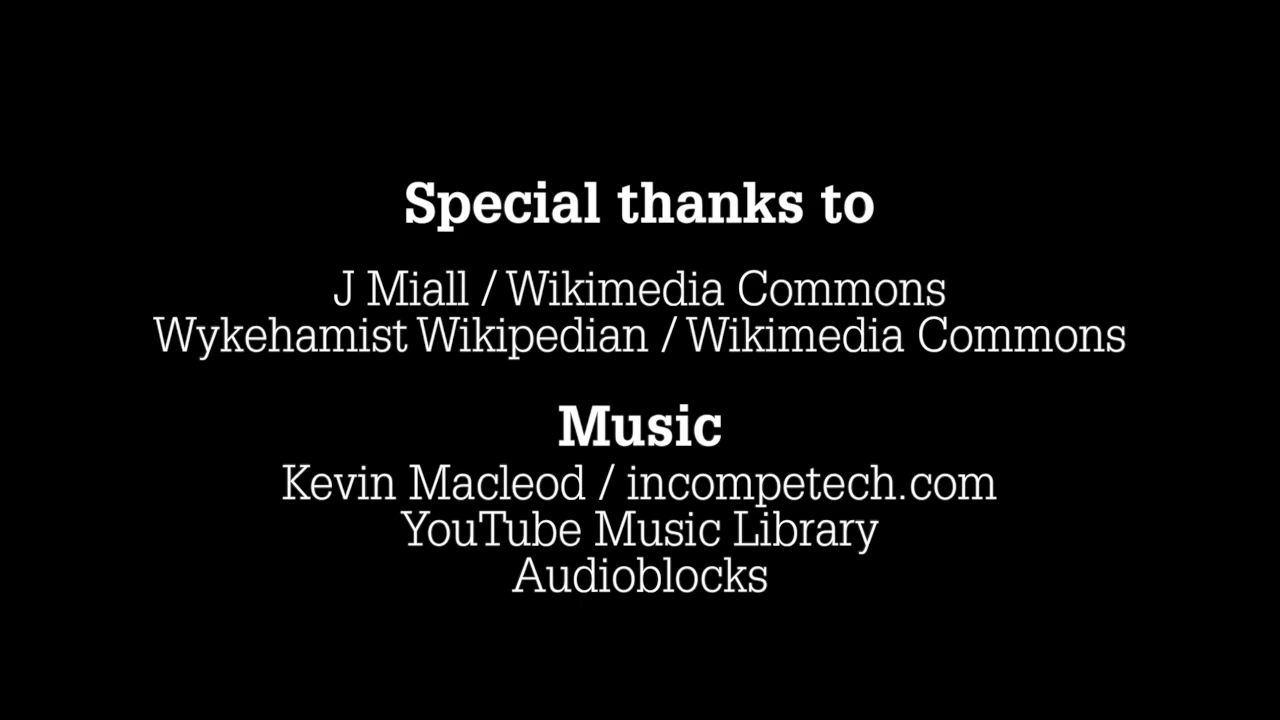 Special thanks to
J Miall / Wikimedia Commons
Wykehamist Wikipedian / Wikimedia Commons
Music
Kevin Macleod / incompetech.com
YouTube Music Library
Audioblocks